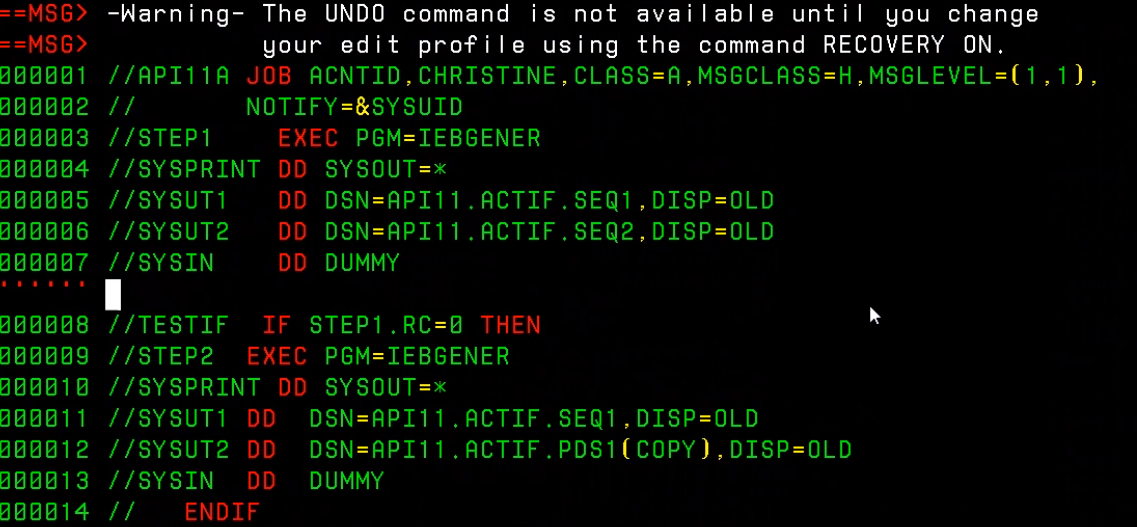 ==MSG> -Warning- The UNDO command is not available until you change
==MSG>           your edit profile using the command RECOVERY ON.
000001 //API11A JOB ACNTID,CHRISTINE,CLASS=A,MSGCLASS=H,MSGLEVEL=(1,1),
000002 //       NOTIFY=&SYSUID
000003 //STEP1    EXEC PGM=IEBGENER
000004 //SYSPRINT DD SYSOUT=*
000005 //SYSUT1   DD DSN=API11.ACTIF.SEQ1,DISP=OLD
000006 //SYSUT2   DD DSN=API11.ACTIF.SEQ2,DISP=OLD
000007 //SYSIN    DD DUMMY
''''''
000008 //TESTIF  IF STEP1.RC=0 THEN
000009 //STEP2  EXEC PGM=IEBGENER
000010 //SYSPRINT DD SYSOUT=*
000011 //SYSUT1 DD  DSN=API11.ACTIF.SEQ1,DISP=OLD
000012 //SYSUT2 DD  DSN=API11.ACTIF.PDS1(COPY),DISP=OLD
000013 //SYSIN  DD  DUMMY
000014 //   ENDIF